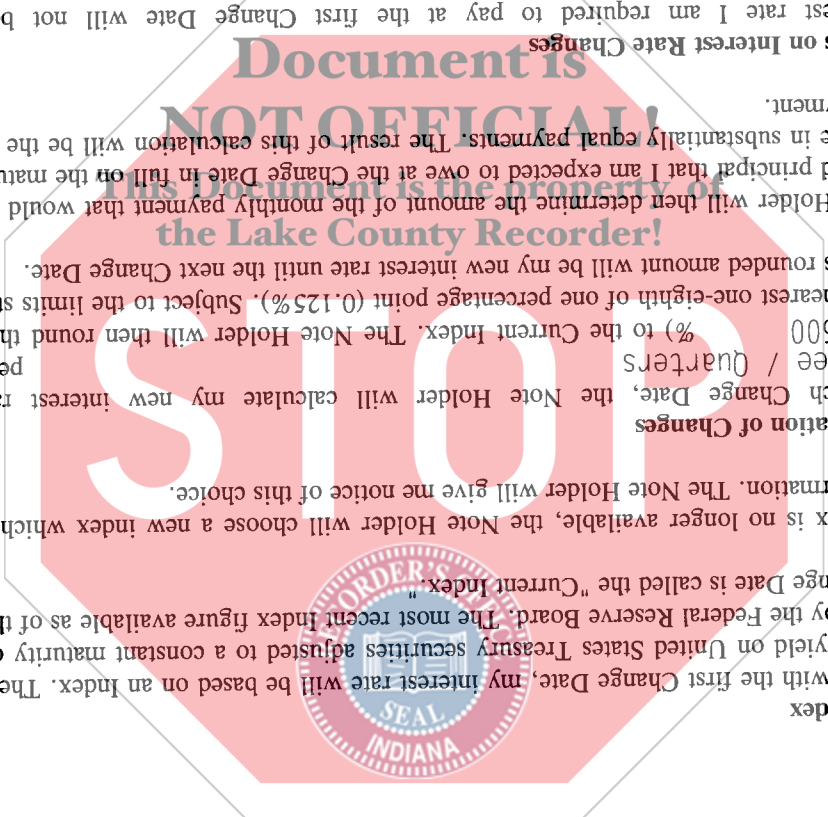 Document is
NOT OFFICIAL!
This Document is the property of
the Lake County Recorder!
STOP
RECORDER'S OFFICE
SEAL
INDIANA
dex
with the first Change Date, my interest rate will be based on an Index. The
yield on United States Treasury securities adjusted to a constant maturity
by the Federal Reserve Board. The most recent Index figure available as of th
nge Date is called the "Current Index."
x is no longer available, the Note Holder will choose a new index which
rmation. The Note Holder will give me notice of this choice.
ation of Changes
ch Change Date, the Note Holder will calculate my new interest ra
ee / Quarters pe
500 %) to the Current Index. The Note Holder will then round th
nearest one-eighth of one percentage point (0.125%). Subject to the limits st
s rounded amount will be my new interest rate until the next Change Date.
Holder will then determine the amount of the monthly payment that would
d principal that I am expected to owe at the Change Date in full on the matu
e in substantially equal payments. The result of this calculation will be the
yment.
s on Interest Rate Changes
est rate I am required to pay at the first Change Date will not b